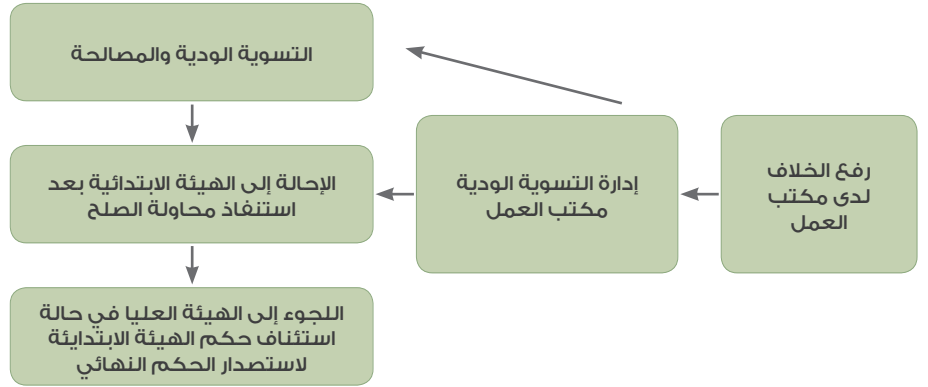 رفع الخلاف
لدى مكتب
العمل
إدارة التسوية الودية
مكتب العمل
التسوية الودية والمصالحة
الإحالة إلى الهيئة الابتدائية بعد
استنفاذ محاولة الصلح
اللجوء إلى الهيئة العليا في حالة
استئناف حكم الهيئة الابتدايئة
لاستصدار الحكم النهائي